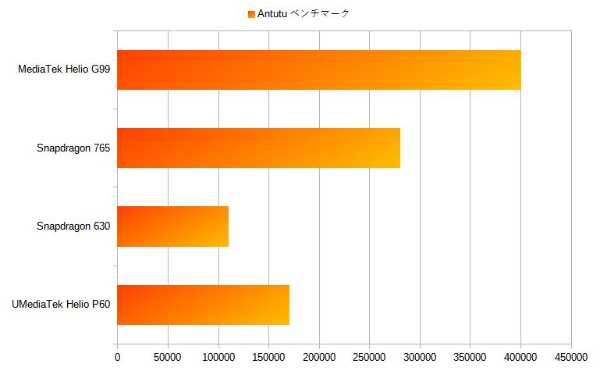 Antutu ベンチマーク
MediaTek Helio G99
Snapdragon 765
Snapdragon 630
UMediaTek Helio P60
0 50000 100000 150000 200000 250000 300000 350000 400000 450000